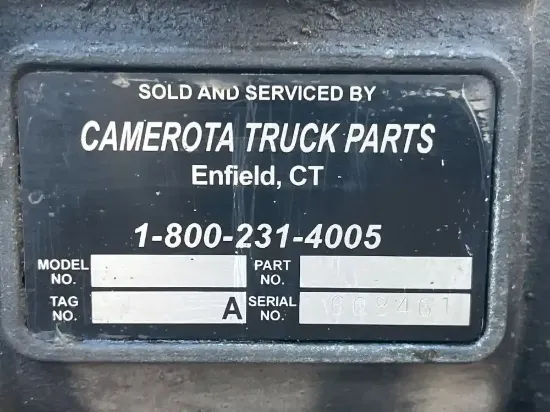 SOLD AND SERVICED BY
CAMEROTA TRUCK PARTS
Enfield, CT
1-800-231-4005
MODEL NO.
PART NO.
TAG NO. A
SERIAL NO.